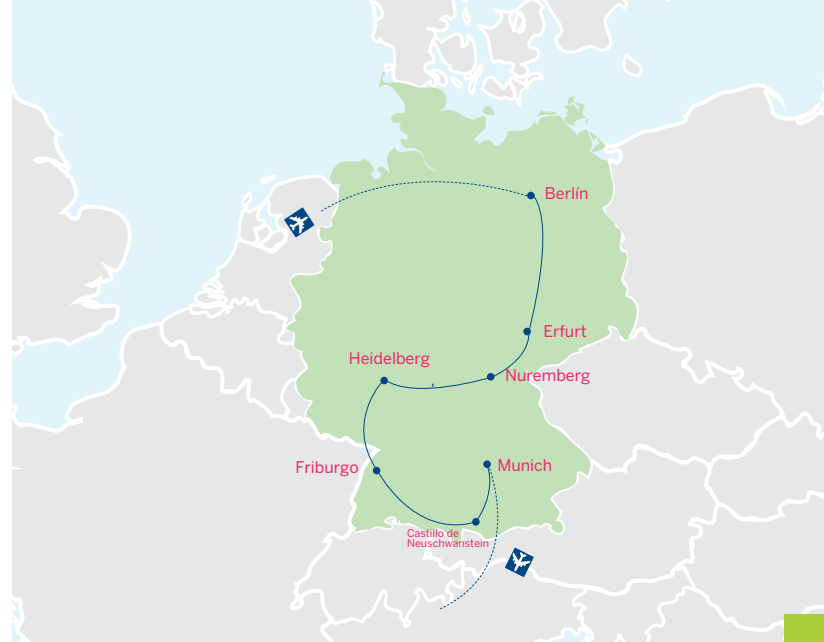 Berlín
Erfurt
Heidelberg
Nuremberg
Friburgo
Munich
Castillo de
Neuschwanstein